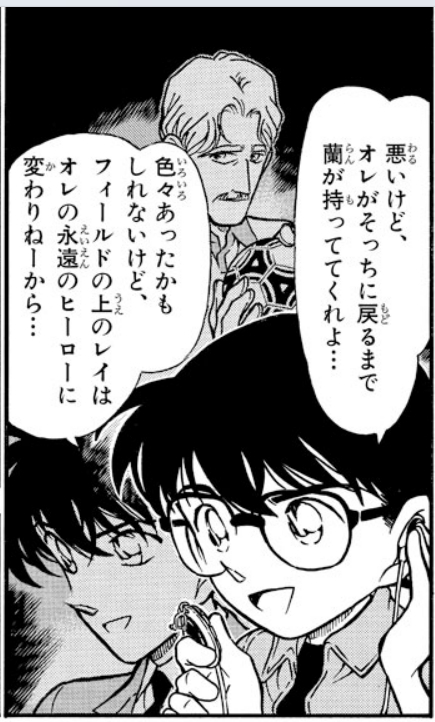 悪いけど、
オレがそっちに戻るまで
蘭が持っててくれよ…
色々あったかも
しれないけど、
フィールドの上のレイは
オレの永遠のヒーローに
変わりねーから…